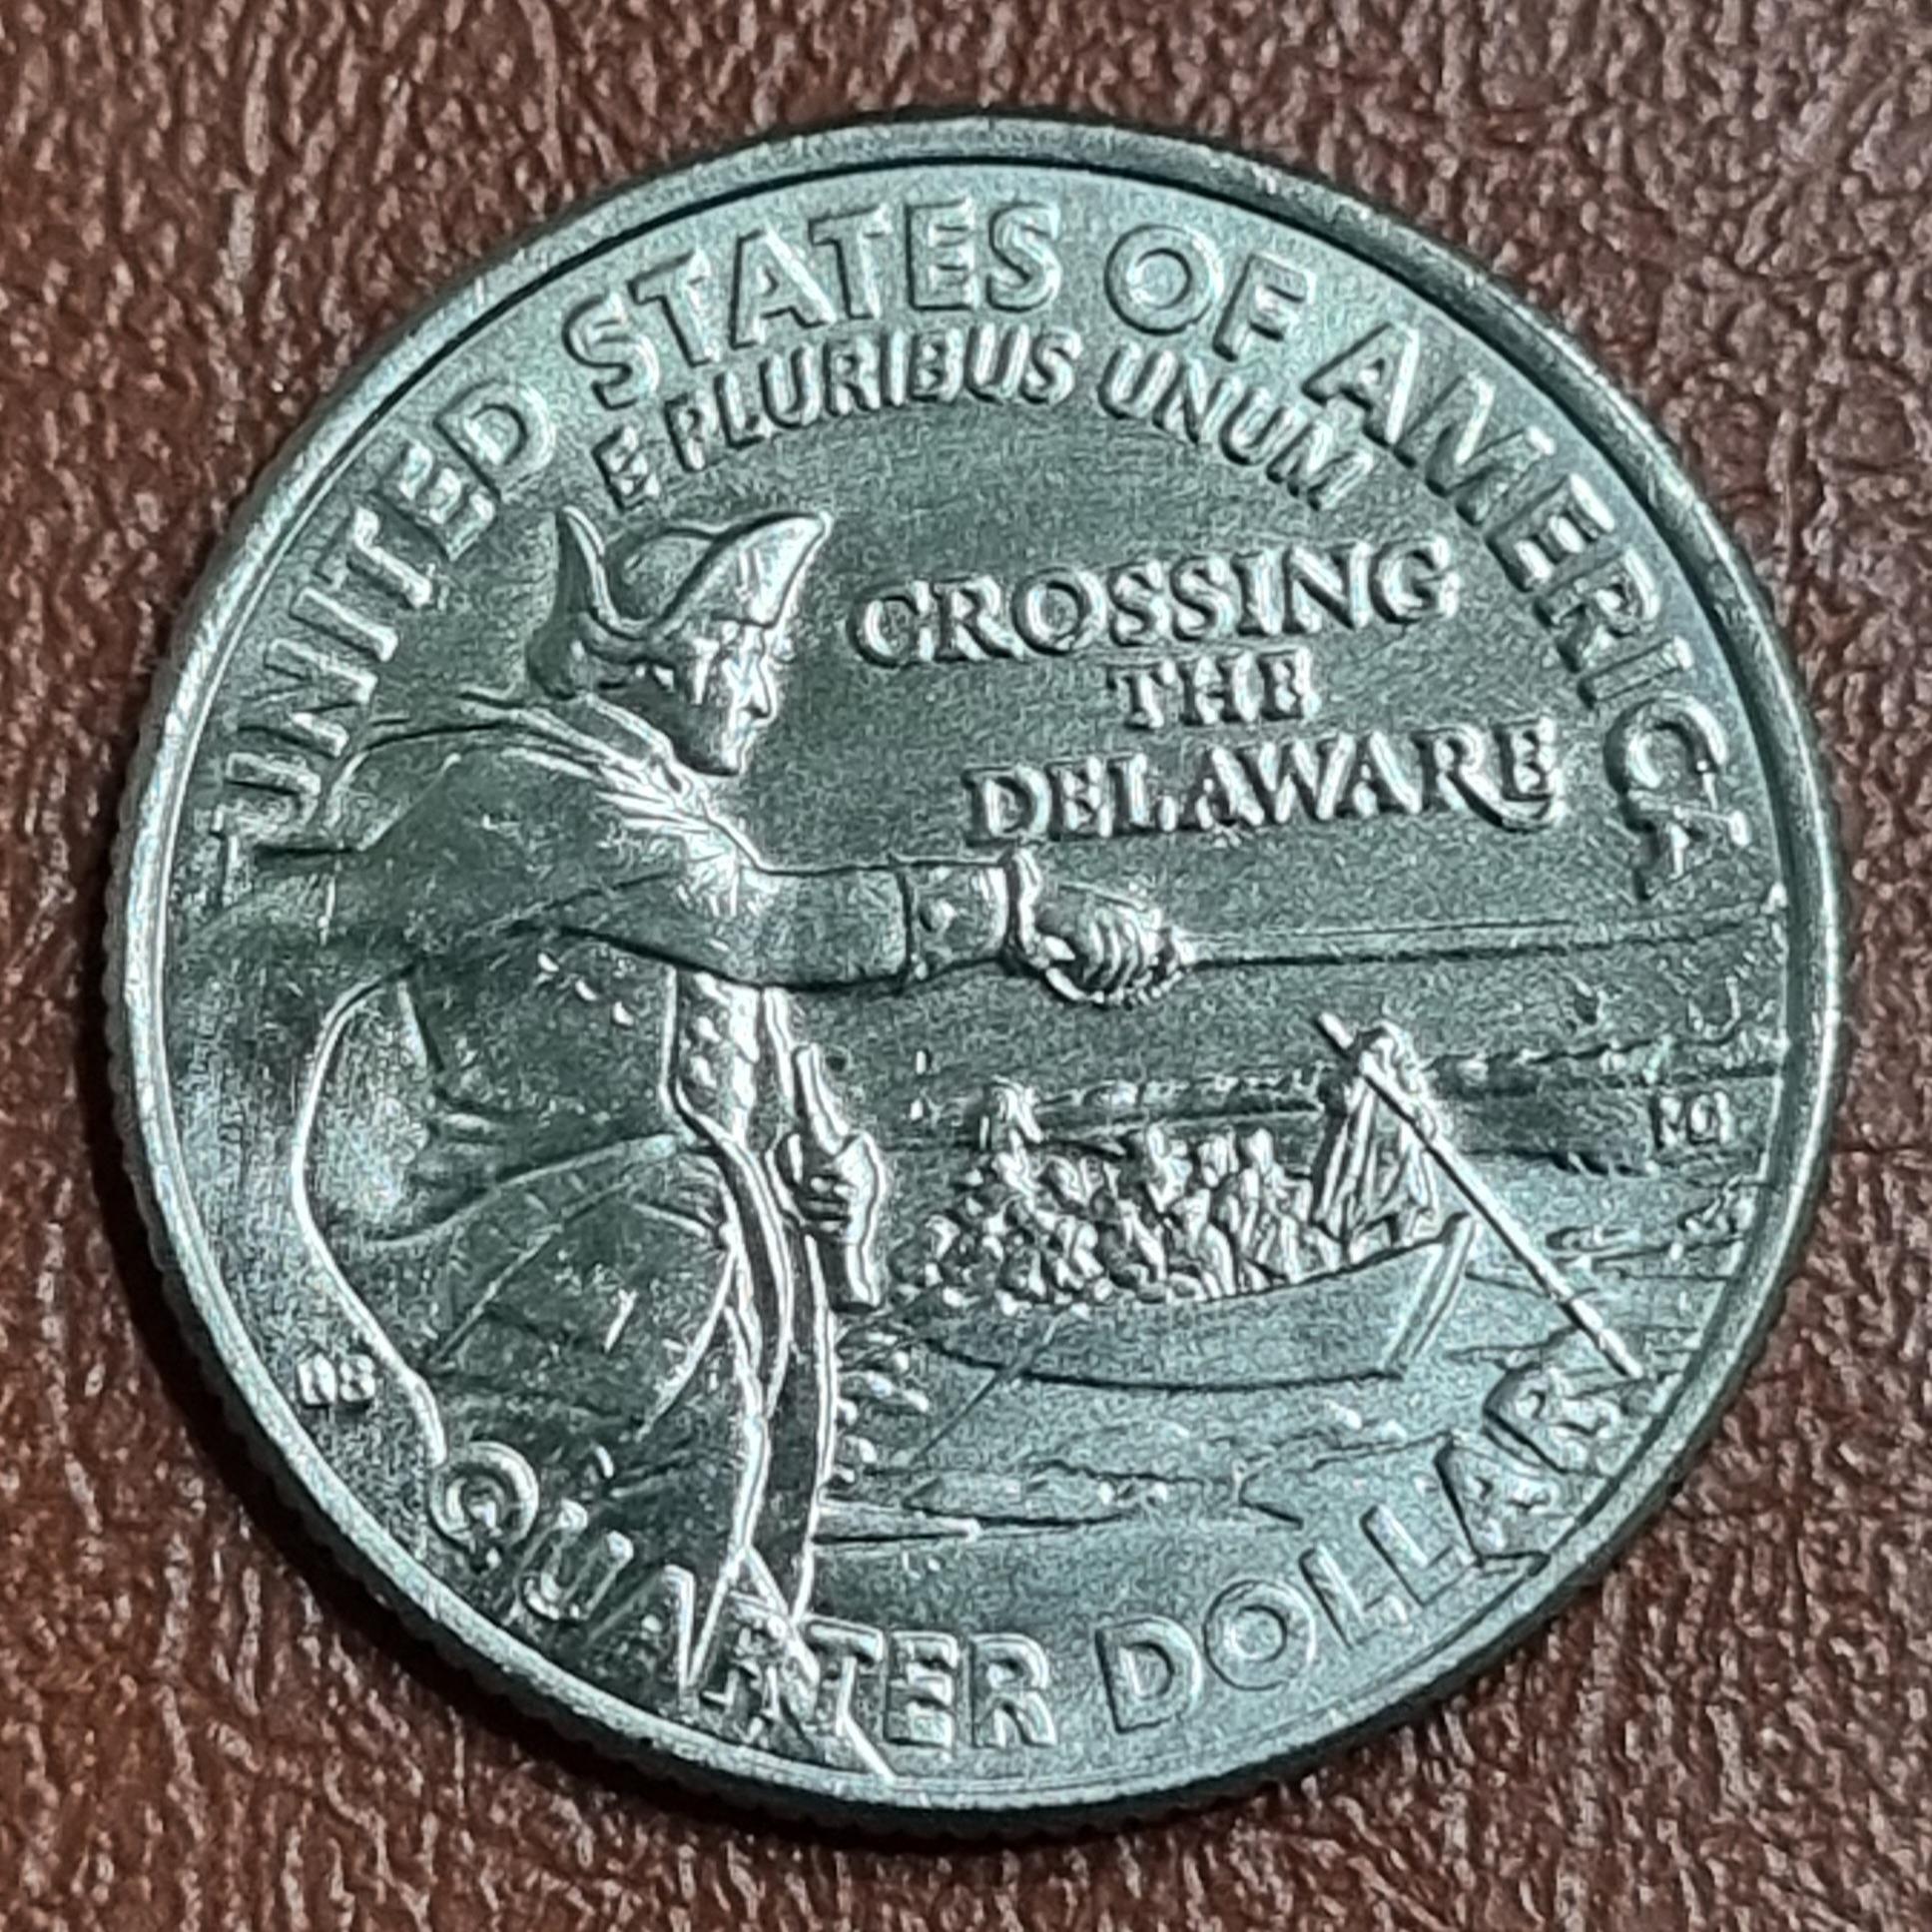 UNITED STATES OF AMERICA
E PLURIBUS UNUM
CROSSING
THE
DELAWARE
QUARTER DOLLAR